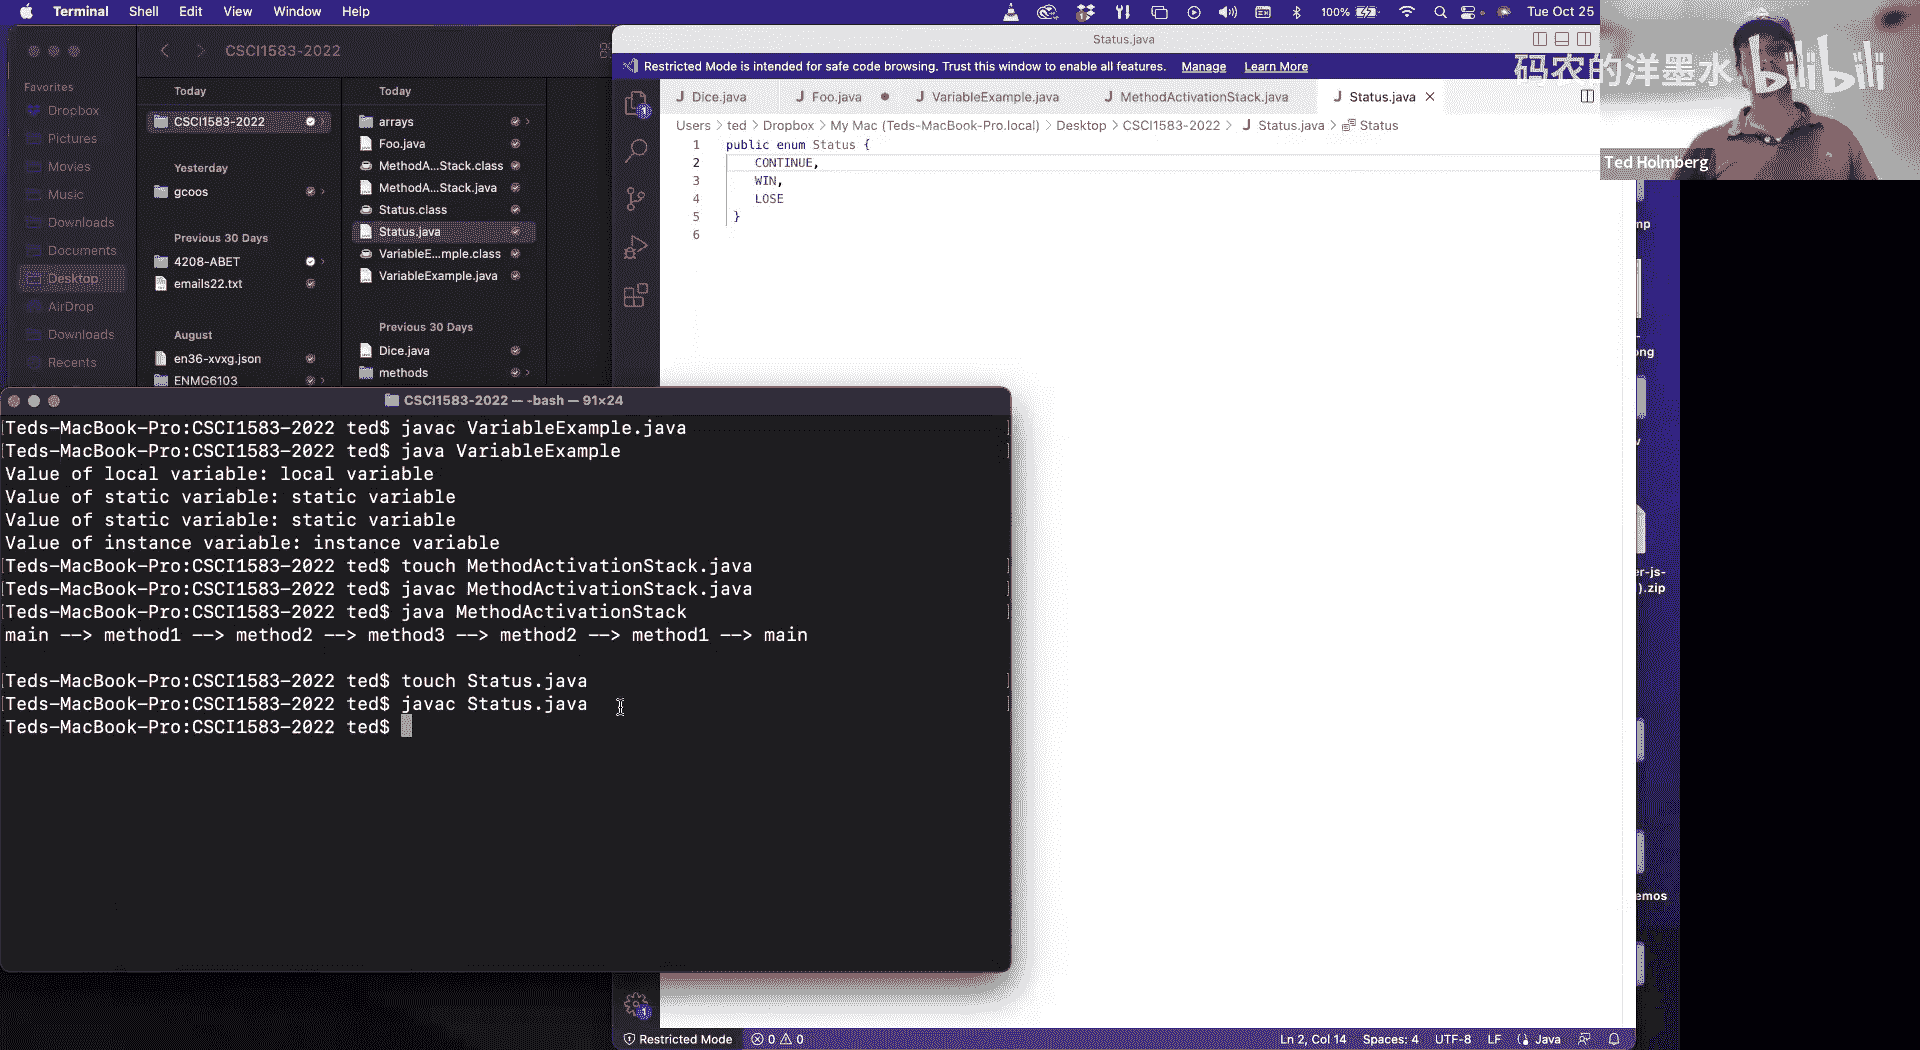 Terminal Shell Edit View Window Help
100% Tue Oct 25
CSCI1583-2022
Favorites
Dropbox
Pictures
Movies
Music
Downloads
Documents
Desktop
AirDrop
Downloads
Recents
Today
CSCI1583-2022
Yesterday
gcoos
Previous 30 Days
4208-ABET
emails22.txt
August
en36-xvxg.json
ENMG6103
Today
arrays
Foo.java
MethodA...Stack.class
MethodA...Stack.java
Status.class
Status.java
VariableE...mple.class
VariableExample.java
Previous 30 Days
Dice.java
methods
Status.java
Restricted Mode is intended for safe code browsing. Trust this window to enable all features. Manage Learn More
Dice.java Foo.java VariableExample.java MethodActivationStack.java Status.java
Users > ted > Dropbox > My Mac (Teds-MacBook-Pro.local) > Desktop > CSCI1583-2022 > Status.java > Status
1 public enum Status {
2 CONTINUE,
3 WIN,
4 LOSE
5 }
6
码农的洋墨水 bilibili
Ted Holmberg
CSCI1583-2022 — -bash — 91×24
Teds-MacBook-Pro:CSCI1583-2022 ted$ javac VariableExample.java
Teds-MacBook-Pro:CSCI1583-2022 ted$ java VariableExample
Value of local variable: local variable
Value of static variable: static variable
Value of static variable: static variable
Value of instance variable: instance variable
Teds-MacBook-Pro:CSCI1583-2022 ted$ touch MethodActivationStack.java
Teds-MacBook-Pro:CSCI1583-2022 ted$ javac MethodActivationStack.java
Teds-MacBook-Pro:CSCI1583-2022 ted$ java MethodActivationStack
main --> method1 --> method2 --> method3 --> method2 --> method1 --> main
Teds-MacBook-Pro:CSCI1583-2022 ted$ touch Status.java
Teds-MacBook-Pro:CSCI1583-2022 ted$ javac Status.java
Teds-MacBook-Pro:CSCI1583-2022 ted$
mp
ong
er-js-
).zip
emos
Restricted Mode 0 0 Ln 2, Col 14 Spaces: 4 UTF-8 LF Java